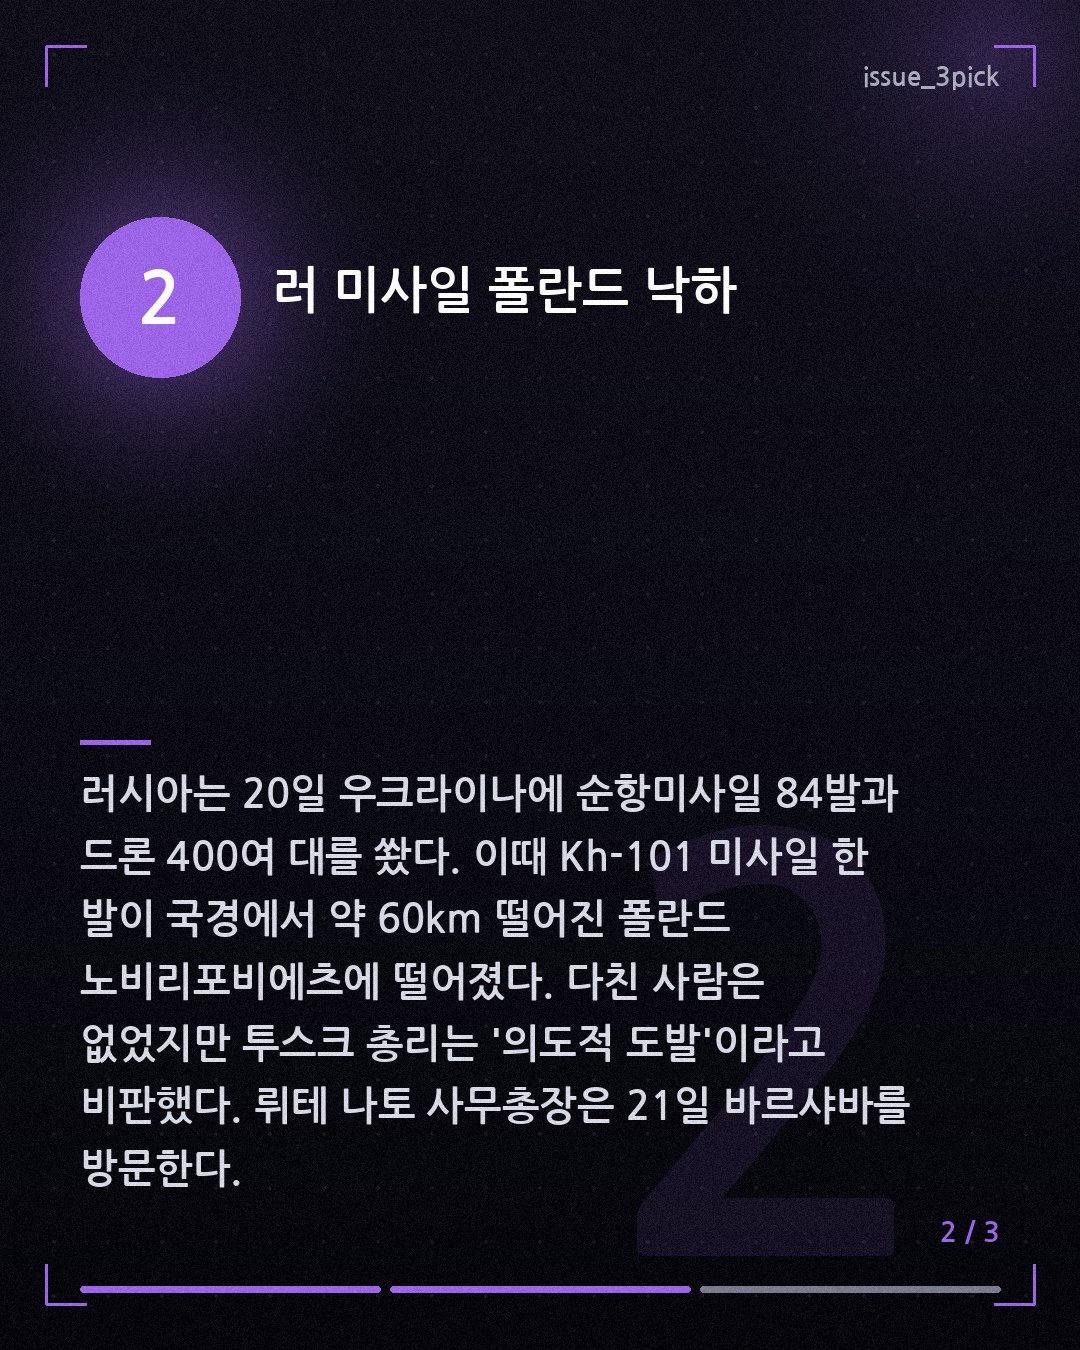 issue_3pick
2
러 미사일 폴란드 낙하
러시아는 20일 우크라이나에 순항미사일 84발과
드론 400여 대를 쐈다. 이때 Kh-101 미사일 한
발이 국경에서 약 60km 떨어진 폴란드
노비리포비에츠에 떨어졌다. 다친 사람은
없었지만 투스크 총리는 '의도적 도발'이라고
비판했다. 뤼테 나토 사무총장은 21일 바르샤바를
방문한다.
2
2 / 3